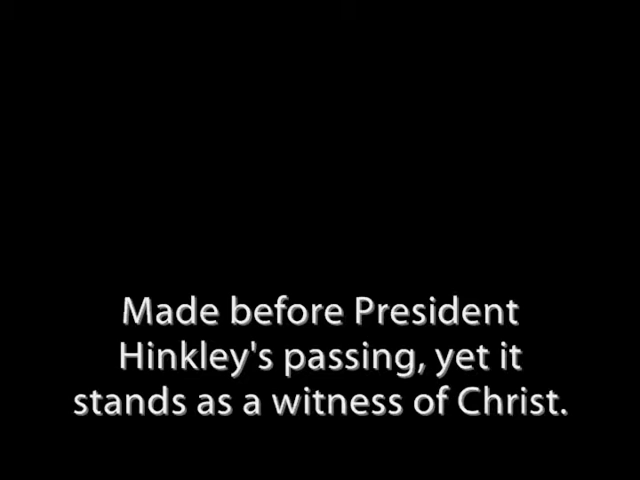 Made before President
Hinkley's passing, yet it
stands as a witness of Christ.